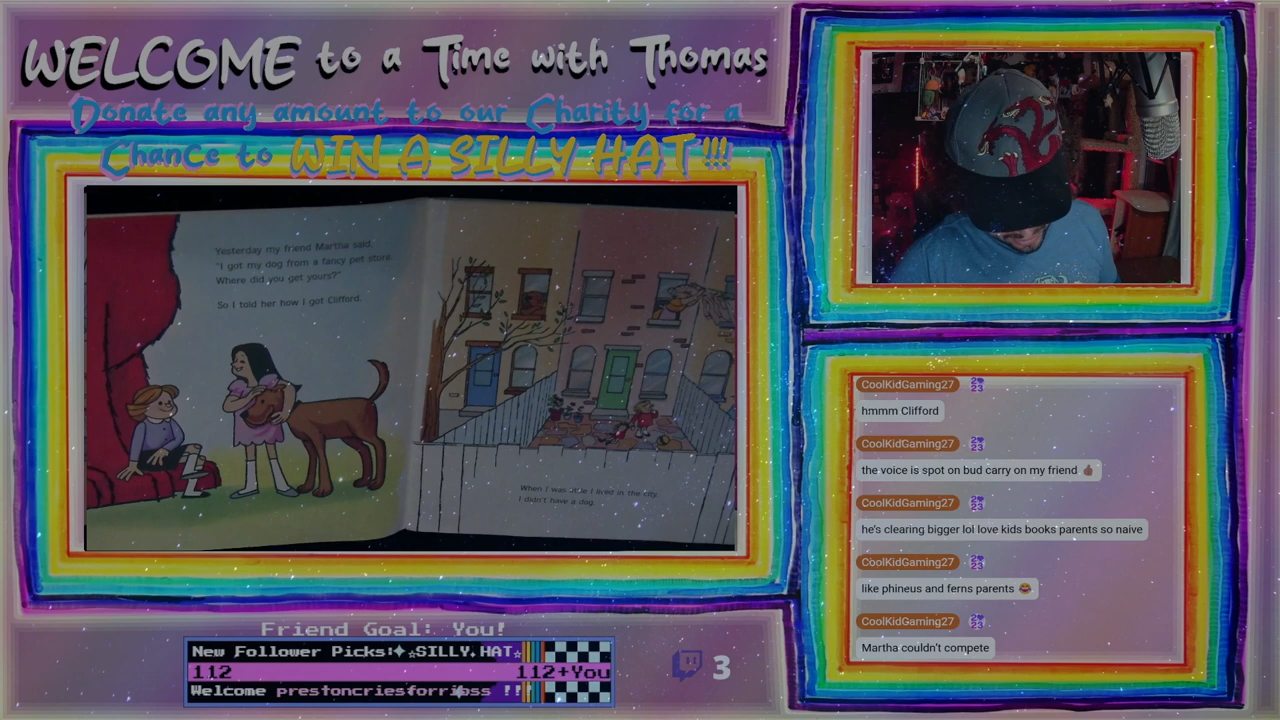 WELCOME to a Time with Thomas
Donate any amount to our Charity for a
Chance to WIN A SILLY HAT!!!
Yesterday my friend Martha said,
"I got my dog from a fancy pet store.
Where did you get yours?"
So I told her how I got Clifford.
When I was little I lived in the city.
I didn't have a dog.
CoolKidGaming27
hmmm Clifford
CoolKidGaming27
the voice is spot on bud carry on my friend 👍🏾
CoolKidGaming27
he's clearing bigger lol love kids books parents so naive
CoolKidGaming27
like phineus and ferns parents 😂
CoolKidGaming27
Martha couldn't compete
Friend Goal: You!
New Follower Picks:✦☆SILLY HAT☆
112 112+You
Welcome prestoncriesforri ss !!
3